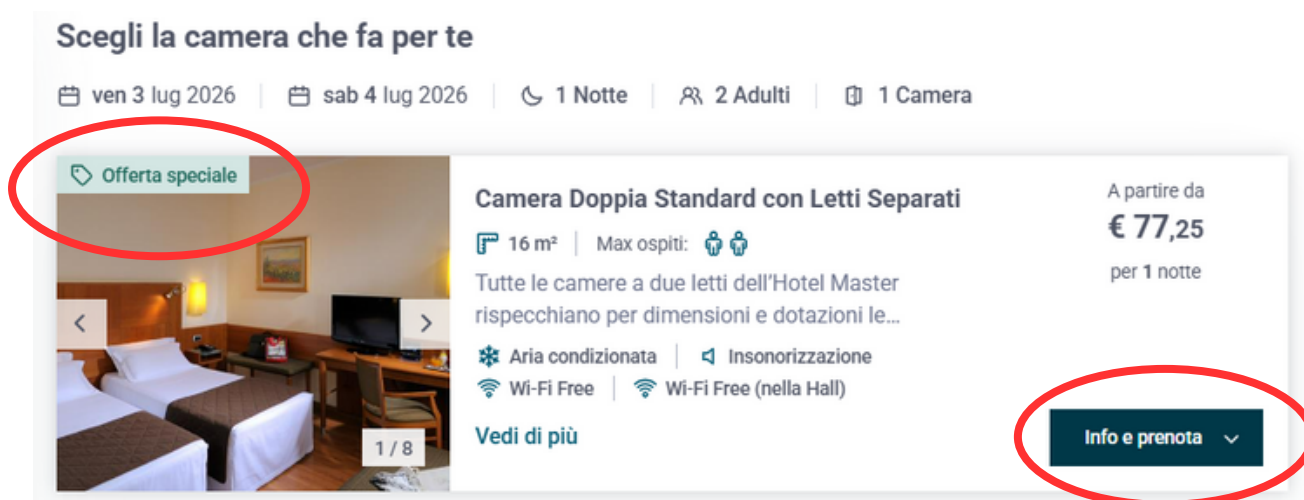 Scegli la camera che fa per te
ven 3 lug 2026
sab 4 lug 2026
1 Notte
2 Adulti
1 Camera
Offerta speciale
1 / 8
Camera Doppia Standard con Letti Separati
16 m²
Max ospiti:
Tutte le camere a due letti dell'Hotel Master
rispecchiano per dimensioni e dotazioni le...
Aria condizionata
Insonorizzazione
Wi-Fi Free
Wi-Fi Free (nella Hall)
Vedi di più
A partire da
€ 77,25
per 1 notte
Info e prenota